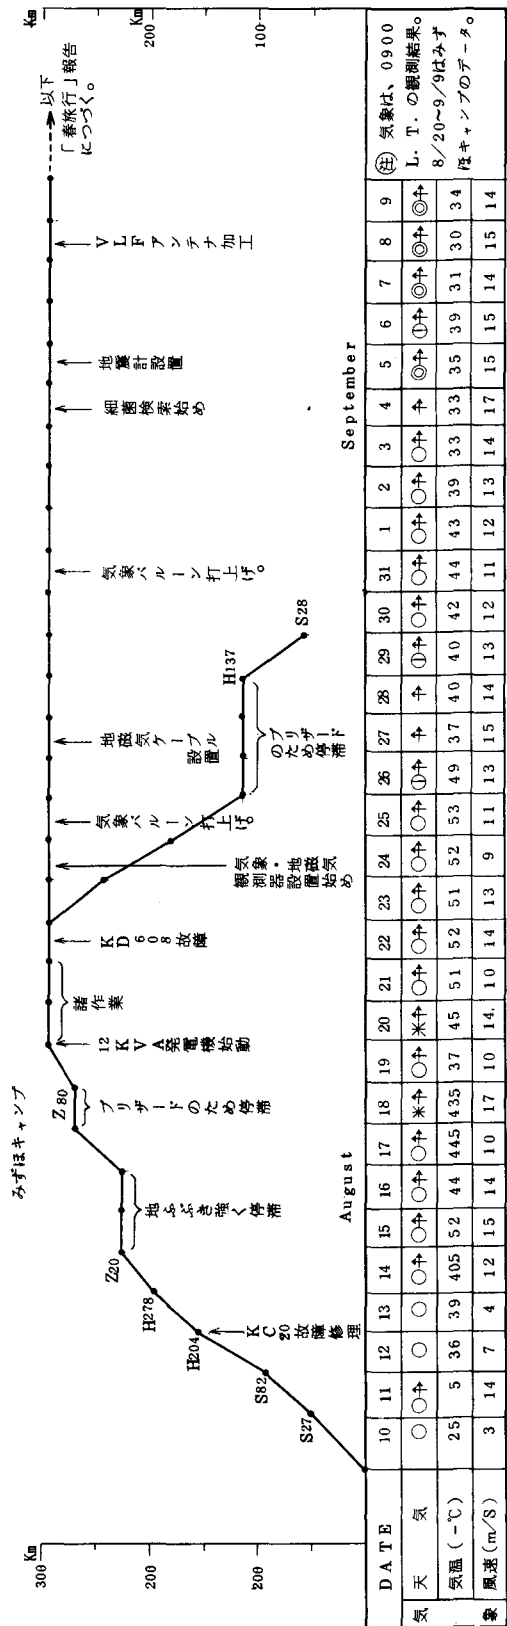 みずほキャンプ
Km
300
200
200
Km
200
100
S27
S82
H204
H278
Z20
Z80
H137
S28
KC20故障修理
地ふぶき強く停滞
ブリザードのため停滞
12KVA発電機始動
諸作業
KD608故障
気象・地磁気
観測器設置始め
気象バルーン打上げ。
地磁気ケーブル
設置
ブリザード
のため停滞
気象バルーン打上げ。
細菌検索始め
地震計設置
VLFアンテナ加工
以下
「春旅行」報告
につづく。
August
September
DATE 10 11 12 13 14 15 16 17 18 19 20 21 22 23 24 25 26 27 28 29 30 31 1 2 3 4 5 6 7 8 9
気象
天気
気温(-℃) 25 5 36 39 405 52 44 445 435 37 45 51 52 51 52 53 49 37 40 40 42 44 43 39 33 33 35 39 31 30 34
風速(m/S) 3 14 7 4 12 15 14 10 17 10 14. 10 14 13 9 11 13 15 14 13 12 11 12 13 14 17 15 15 14 15 14
注 気象は、0900
L.T.の観測結果。
8/20~9/9はみず
ほキャンプのデータ。